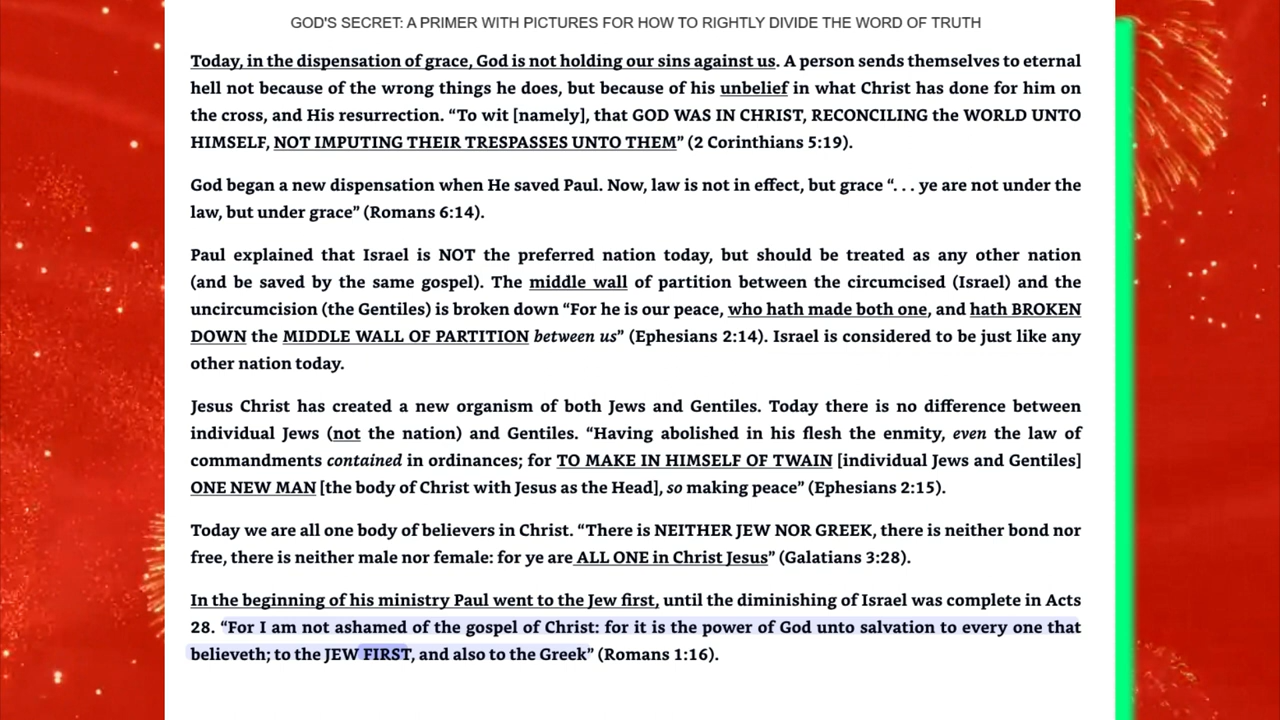 GOD'S SECRET: A PRIMER WITH PICTURES FOR HOW TO RIGHTLY DIVIDE THE WORD OF TRUTH
Today, in the dispensation of grace, God is not holding our sins against us. A person sends themselves to eternal
hell not because of the wrong things he does, but because of his unbelief in what Christ has done for him on
the cross, and His resurrection. “To wit [namely], that GOD WAS IN CHRIST, RECONCILING the WORLD UNTO
HIMSELF, NOT IMPUTING THEIR TRESPASSES UNTO THEM” (2 Corinthians 5:19).
God began a new dispensation when He saved Paul. Now, law is not in effect, but grace “. . . ye are not under the
law, but under grace” (Romans 6:14).
Paul explained that Israel is NOT the preferred nation today, but should be treated as any other nation
(and be saved by the same gospel). The middle wall of partition between the circumcised (Israel) and the
uncircumision (the Gentiles) is broken down “For he is our peace, who hath made both one, and hath BROKEN
DOWN the MIDDLE WALL OF PARTITION between us” (Ephesians 2:14). Israel is considered to be just like any
other nation today.
Jesus Christ has created a new organism of both Jews and Gentiles. Today there is no difference between
individual Jews (not the nation) and Gentiles. “Having abolished in his flesh the enmity, even the law of
commandments contained in ordinances; for TO MAKE IN HIMSELF OF TWAIN [individual Jews and Gentiles]
ONE NEW MAN [the body of Christ with Jesus as the Head], so making peace” (Ephesians 2:15).
Today we are all one body of believers in Christ. “There is NEITHER JEW NOR GREEK, there is neither bond nor
free, there is neither male nor female: for ye are ALL ONE in Christ Jesus” (Galatians 3:28).
In the beginning of his ministry Paul went to the Jew first, until the diminishing of Israel was complete in Acts
28. “For I am not ashamed of the gospel of Christ: for it is the power of God unto salvation to every one that
believeth; to the JEW FIRST, and also to the Greek” (Romans 1:16).